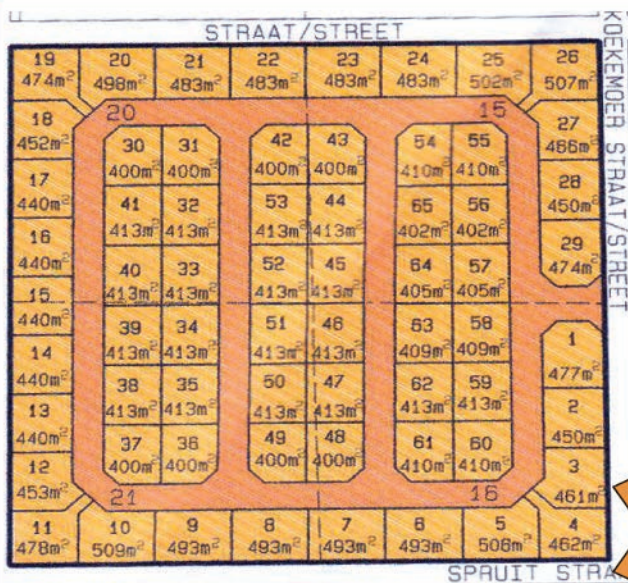 STRAAT/STREET
KOEKEMOER STRAAT/STREET
19 20 21 22 23 24 25 26
474m² 498m² 483m² 483m² 483m² 483m² 502m² 507m²
20 15
18 27
452m² 466m²
30 31 42 43 54 55
400m² 400m² 400m² 400m² 410m² 410m²
17 28
440m² 450m²
41 32 53 44 65 56
413m² 413m² 413m² 413m² 402m² 402m²
16 29
440m² 474m²
40 33 52 45 64 57
413m² 413m² 413m² 413m² 405m² 405m²
15
440m²
39 34 51 46 63 58
413m² 413m² 413m² 413m² 409m² 409m²
14 1
440m² 477m²
38 35 50 47 62 59
413m² 413m² 413m² 413m² 413m² 413m²
13 2
440m² 450m²
37 36 49 48 61 60
400m² 400m² 400m² 400m² 410m² 410m²
12 3
453m² 461m²
21 16
11 10 9 8 7 6 5 4
478m² 509m² 493m² 493m² 493m² 493m² 506m² 462m²
SPRUIT STRA